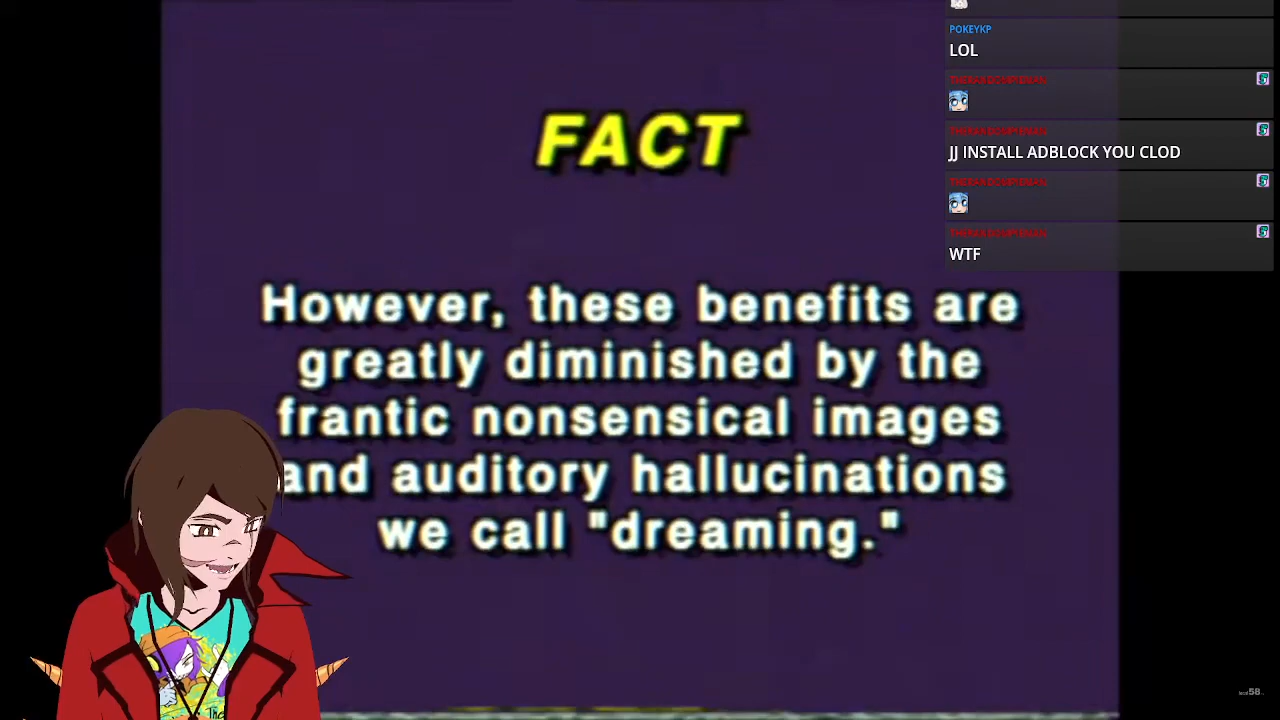 POKEYKP
LOL
JJ INSTALL ADBLOCK YOU CLOD
WTF
FACT
However, these benefits are
greatly diminished by the
frantic nonsensical images
and auditory hallucinations
we call "dreaming."
58